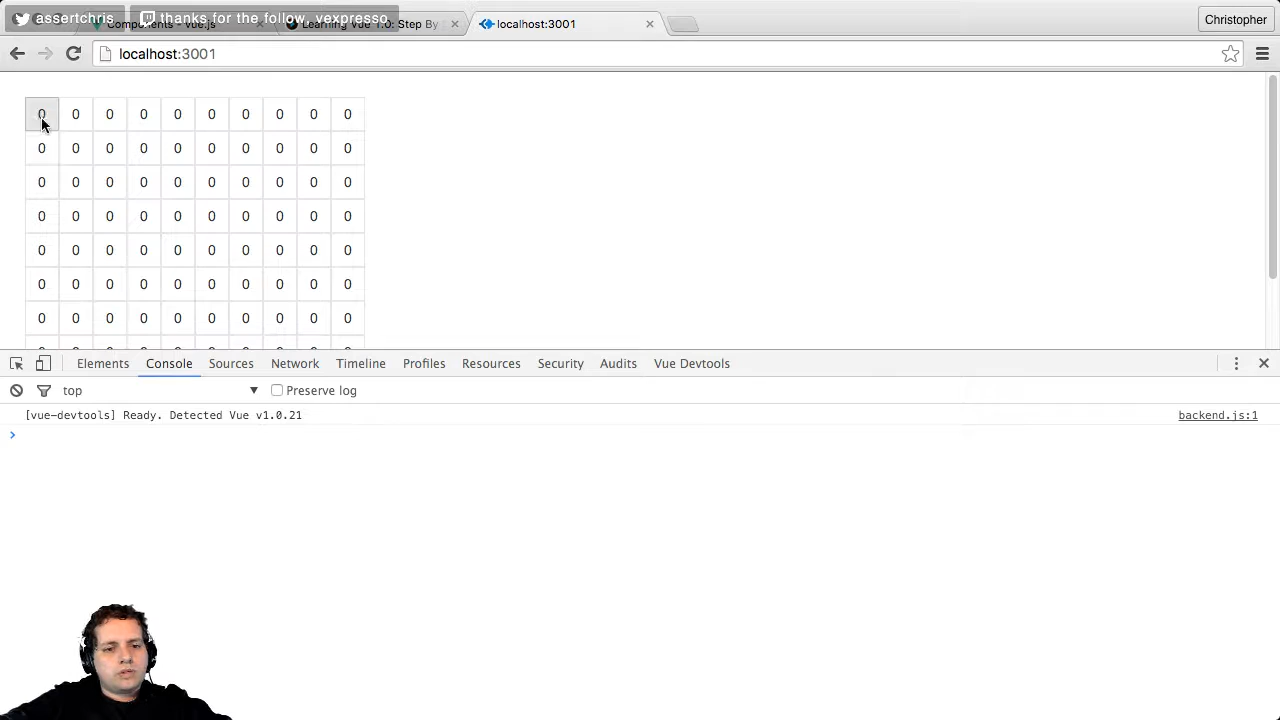 assertchris thanks for the follow, vexpresso
Components - Vue.js Learning Vue 1.0: Step By localhost:3001 Christopher
localhost:3001
0 0 0 0 0 0 0 0 0 0
0 0 0 0 0 0 0 0 0 0
0 0 0 0 0 0 0 0 0 0
0 0 0 0 0 0 0 0 0 0
0 0 0 0 0 0 0 0 0 0
0 0 0 0 0 0 0 0 0 0
0 0 0 0 0 0 0 0 0 0
Elements Console Sources Network Timeline Profiles Resources Security Audits Vue Devtools
top Preserve log
[vue-devtools] Ready. Detected Vue v1.0.21 backend.js:1